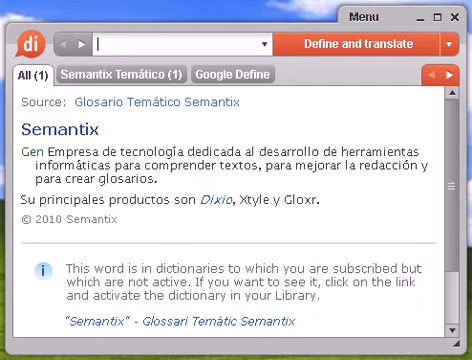 Menu
di
Define and translate
All (1)
Semantix Temático (1)
Google Define
Source: Glosario Temático Semantix
Semantix
Gen Empresa de tecnología dedicada al desarrollo de herramientas
informáticas para comprender textos, para mejorar la redacción y
para crear glosarios.
Su principales producto son Dixio, Xtyle y Gloxr.
© 2010 Semantix
i
This word is in dictionaries to which you are subscribed but
which are not active. If you want to see it, click on the link
and activate the dictionary in your Library.
"Semantix" - Glossari Temàtic Semantix